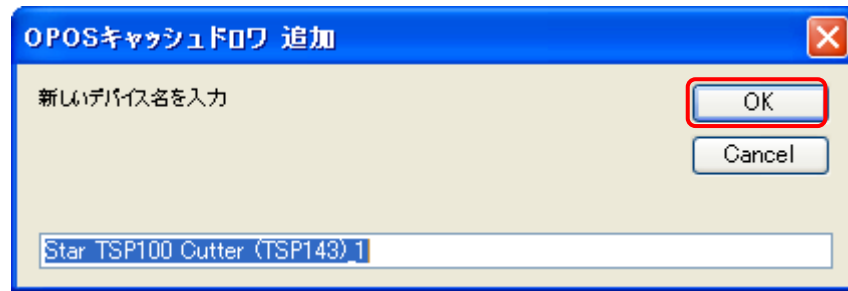 OPOSキャッシュドロワ 追加
新しいデバイス名を入力
OK
Cancel
Star TSP100 Cutter (TSP143)_1